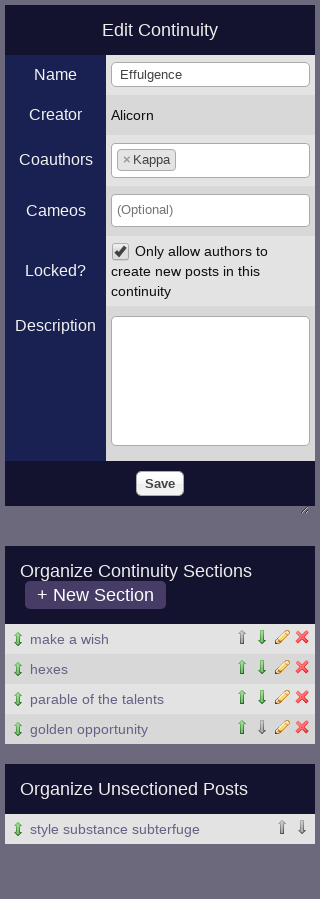 Edit Continuity
Name
Effulgence
Creator
Alicorn
Coauthors
×Kappa
Cameos
(Optional)
Locked?
Only allow authors to
create new posts in this
continuity
Description
Save
Organize Continuity Sections
+ New Section
make a wish
hexes
parable of the talents
golden opportunity
Organize Unsectioned Posts
style substance subterfuge